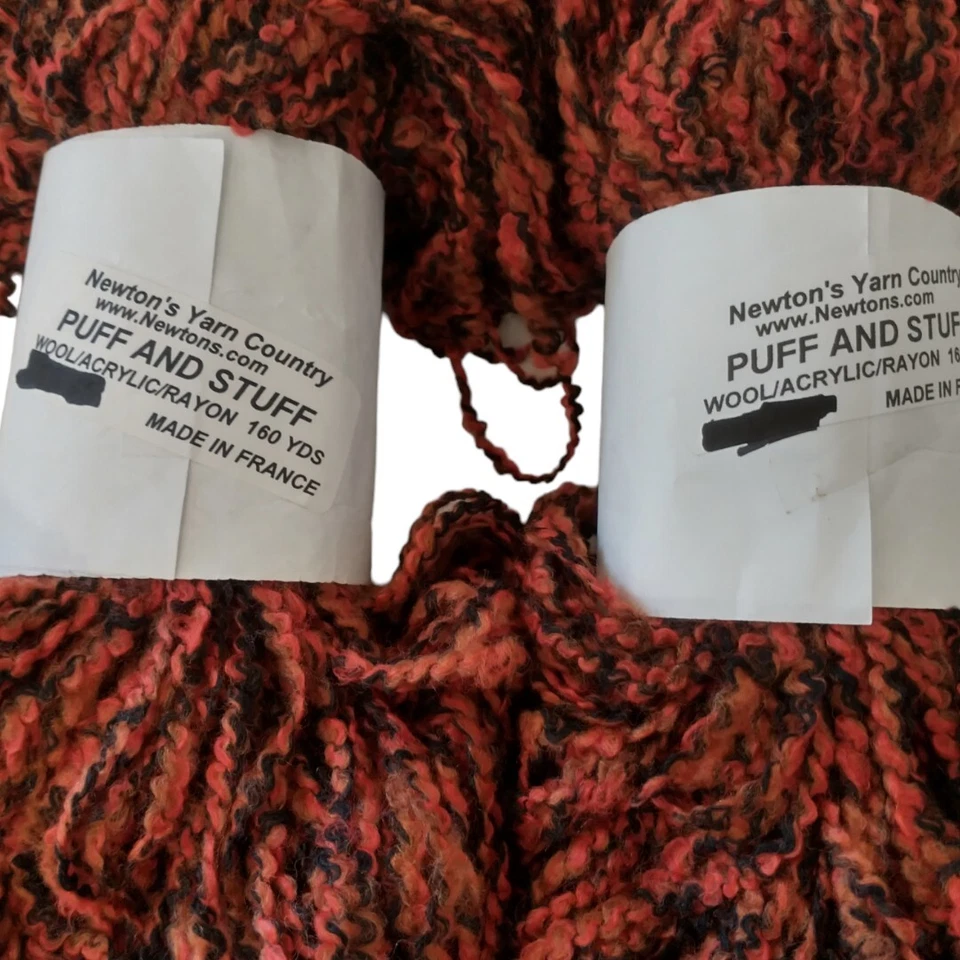 Newton's Yarn Country
www.Newtons.com
PUFF AND STUFF
WOOL/ACRYLIC/RAYON 160 YDS
MADE IN FRANCE
Newton's Yarn Country
www.Newtons.com
PUFF AND STUF
WOOL/ACRYLIC/RAYON 16
MADE IN F